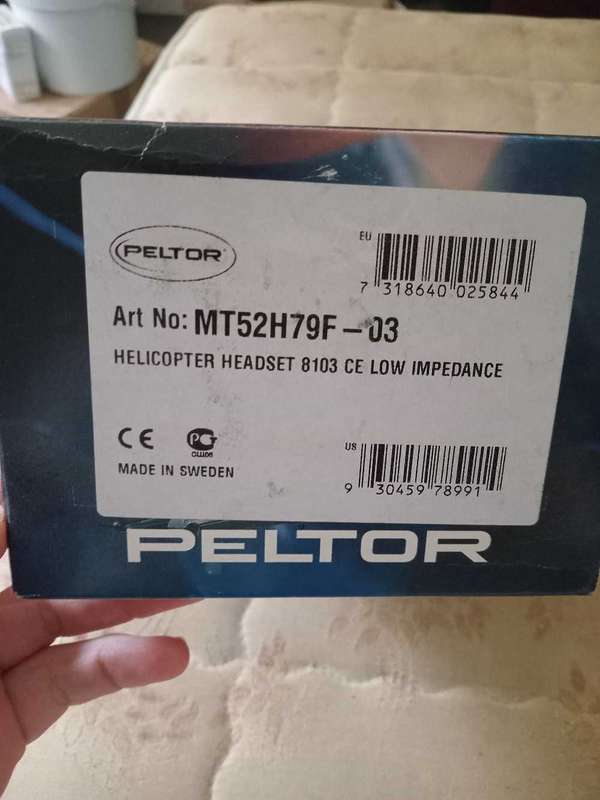 PELTOR
EU
7 318640 025844
Art No: MT52H79F-03
HELICOPTER HEADSET 8103 CE LOW IMPEDANCE
CE PG
MADE IN SWEDEN
US
9 30459 78991
PELTOR